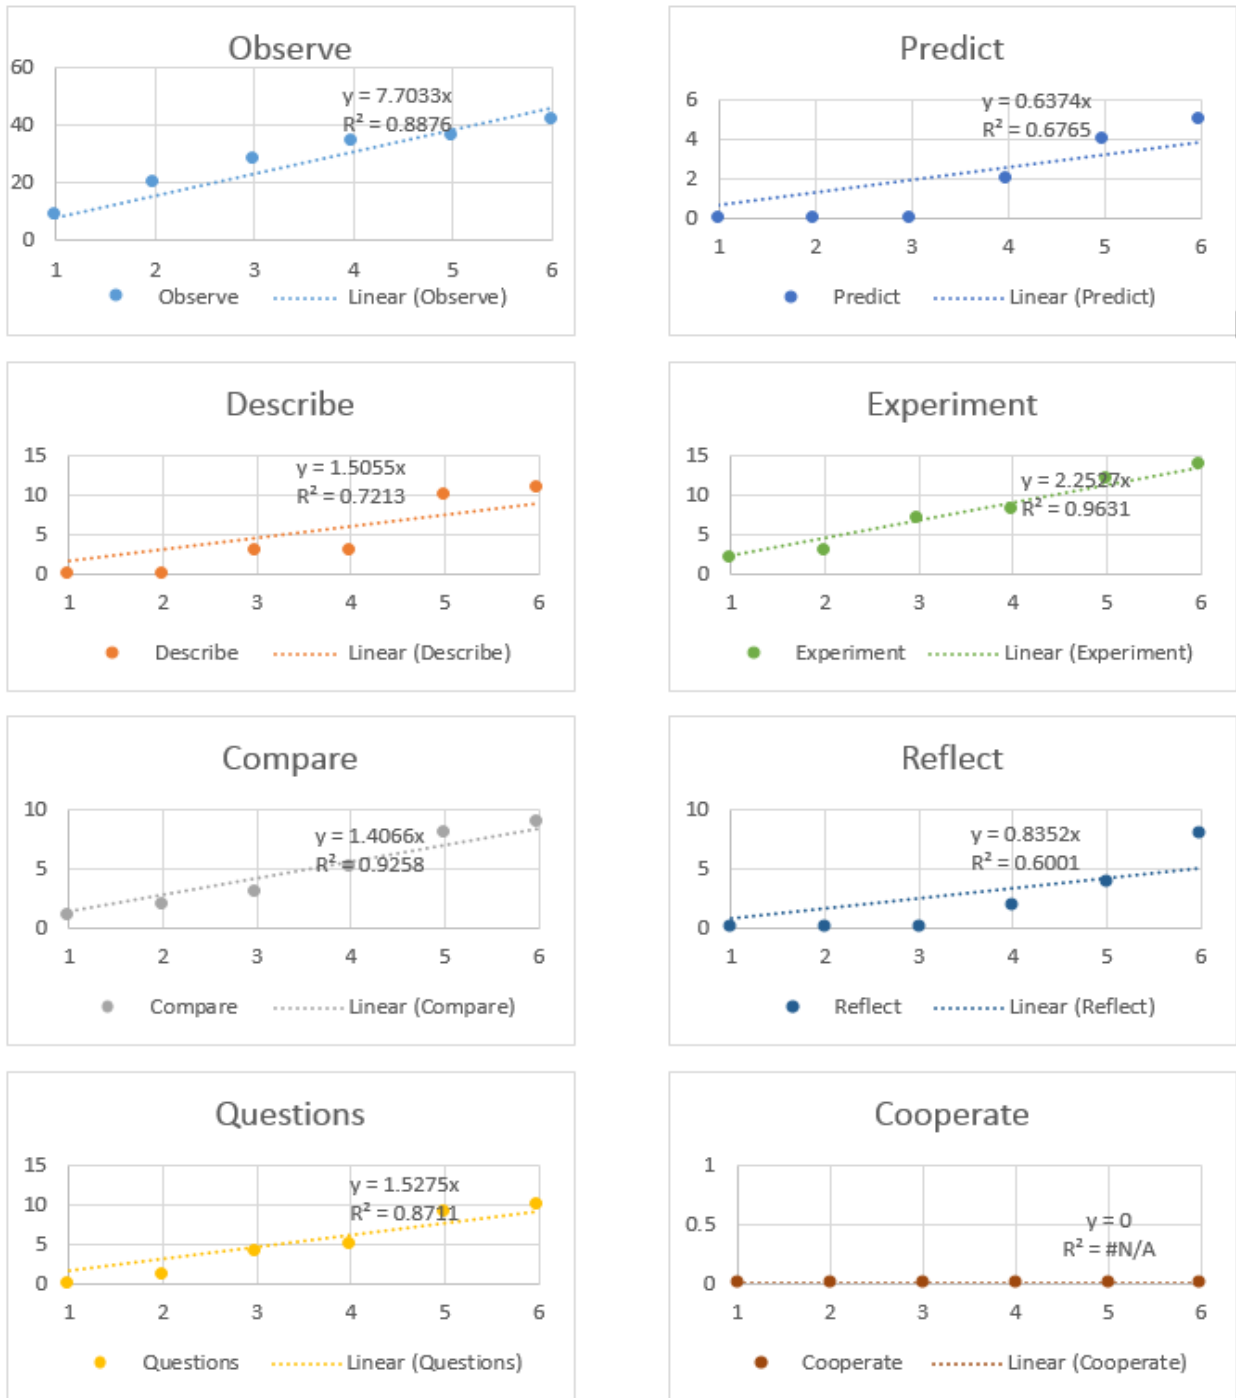 Observe
60
40
20
0
y = 7.7033x
R² = 0.8876
1 2 3 4 5 6
Observe Linear (Observe)
Predict
6
4
2
0
y = 0.6374x
R² = 0.6765
1 2 3 4 5 6
Predict Linear (Predict)
Describe
15
10
5
0
y = 1.5055x
R² = 0.7213
1 2 3 4 5 6
Describe Linear (Describe)
Experiment
15
10
5
0
y = 2.2527x
R² = 0.9631
1 2 3 4 5 6
Experiment Linear (Experiment)
Compare
10
5
0
y = 1.4066x
R² = 0.9258
1 2 3 4 5 6
Compare Linear (Compare)
Reflect
10
5
0
y = 0.8352x
R² = 0.6001
1 2 3 4 5 6
Reflect Linear (Reflect)
Questions
15
10
5
0
y = 1.5275x
R² = 0.8711
1 2 3 4 5 6
Questions Linear (Questions)
Cooperate
1
0.5
0
y = 0
R² = #N/A
1 2 3 4 5 6
Cooperate Linear (Cooperate)